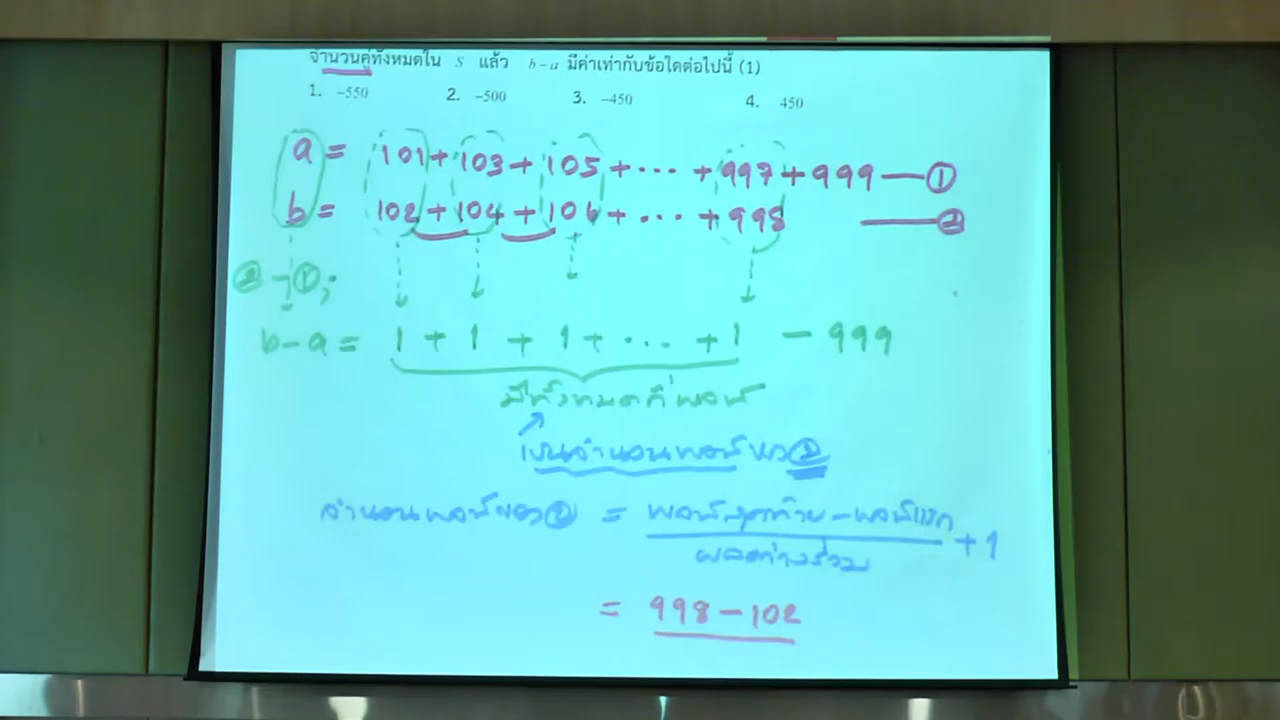 จำนวนคู่ทั้งหมดใน S แล้ว b-a มีค่าเท่ากับข้อใดต่อไปนี้ (1)
1. -550 2. -500 3. -450 4. 450
a = 101 + 103 + 105 + ... + 997 + 999 — ①
b = 102 + 104 + 106 + ... + 998 — ②
② - ①;
b-a = 1 + 1 + 1 + ... + 1 - 999
มีทั้งหมดกี่พจน์
เป็นจำนวนพจน์ของ ②
จำนวนพจน์ของ ② = พจน์สุดท้าย - พจน์แรก + 1
ผลต่างร่วม
= 998 - 102